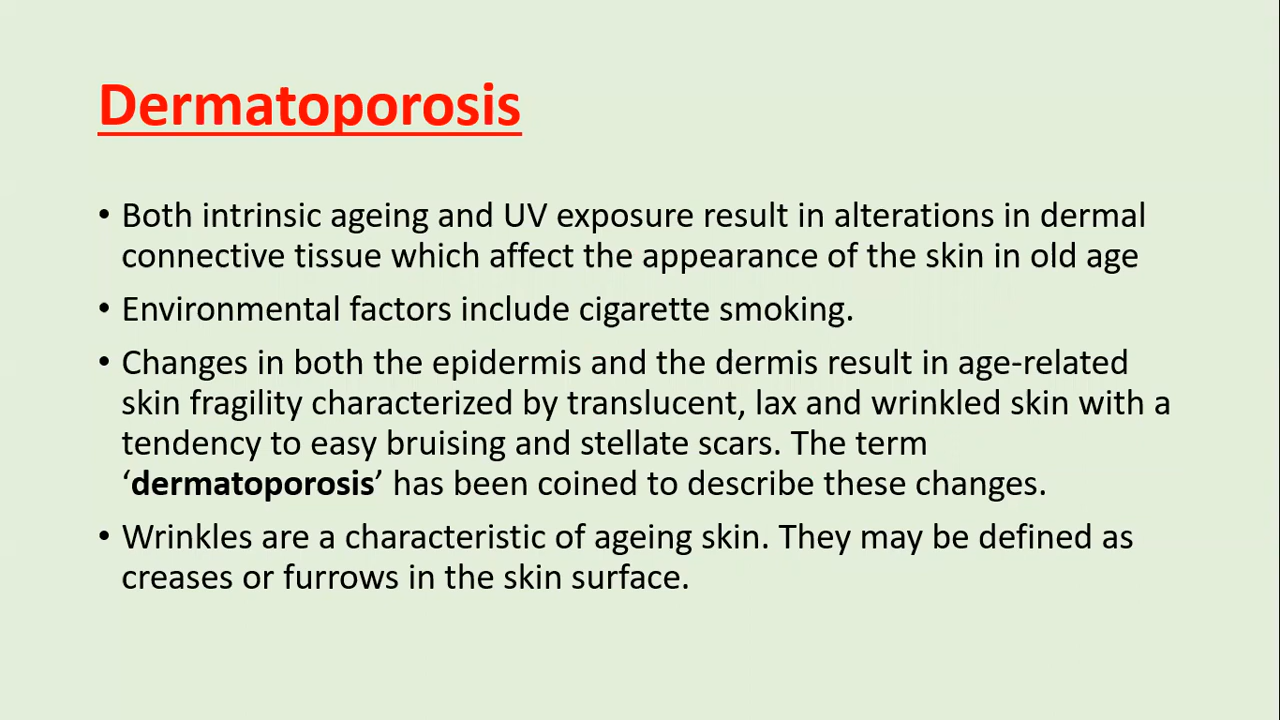 Dermatoporosis
• Both intrinsic ageing and UV exposure result in alterations in dermal
connective tissue which affect the appearance of the skin in old age
• Environmental factors include cigarette smoking.
• Changes in both the epidermis and the dermis result in age-related
skin fragility characterized by translucent, lax and wrinkled skin with a
tendency to easy bruising and stellate scars. The term
‘dermatoporosis’ has been coined to describe these changes.
• Wrinkles are a characteristic of ageing skin. They may be defined as
creases or furrows in the skin surface.